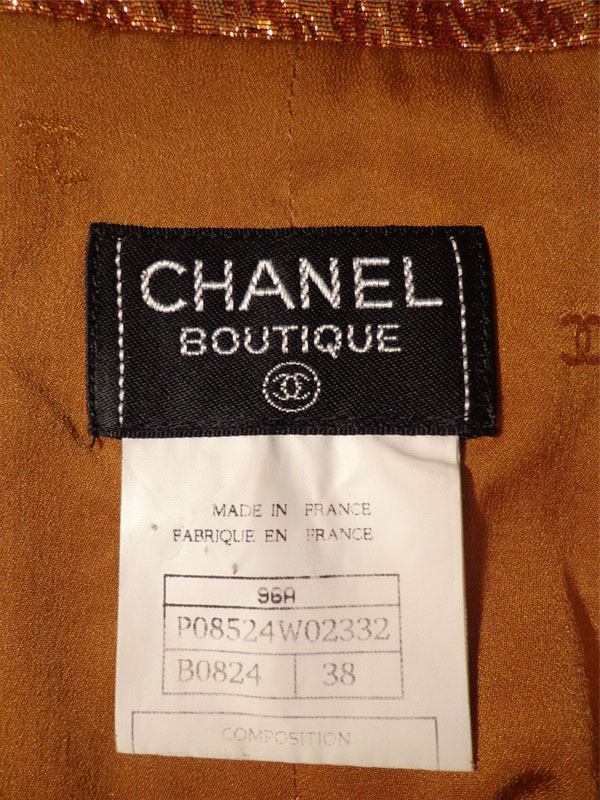 CHANEL
BOUTIQUE
MADE IN FRANCE
FABRIQUE EN FRANCE
96A
P08524W02332
B0824 38
COMPOSITION